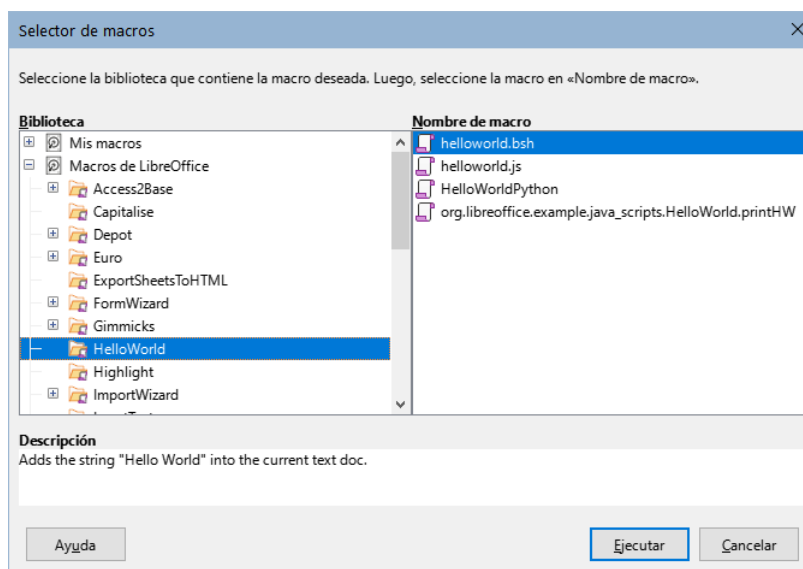 Selector de macros
Seleccione la biblioteca que contiene la macro deseada. Luego, seleccione la macro en «Nombre de macro».
Biblioteca
Mis macros
Macros de LibreOffice
Access2Base
Capitalise
Depot
Euro
ExportSheetsToHTML
FormWizard
Gimmicks
HelloWorld
Highlight
ImportWizard
Nombre de macro
helloworld.bsh
helloworld.js
HelloWorldPython
org.libreoffice.example.java_scripts.HelloWorld.printHW
Descripción
Adds the string "Hello World" into the current text doc.
Ayuda
Ejecutar
Cancelar